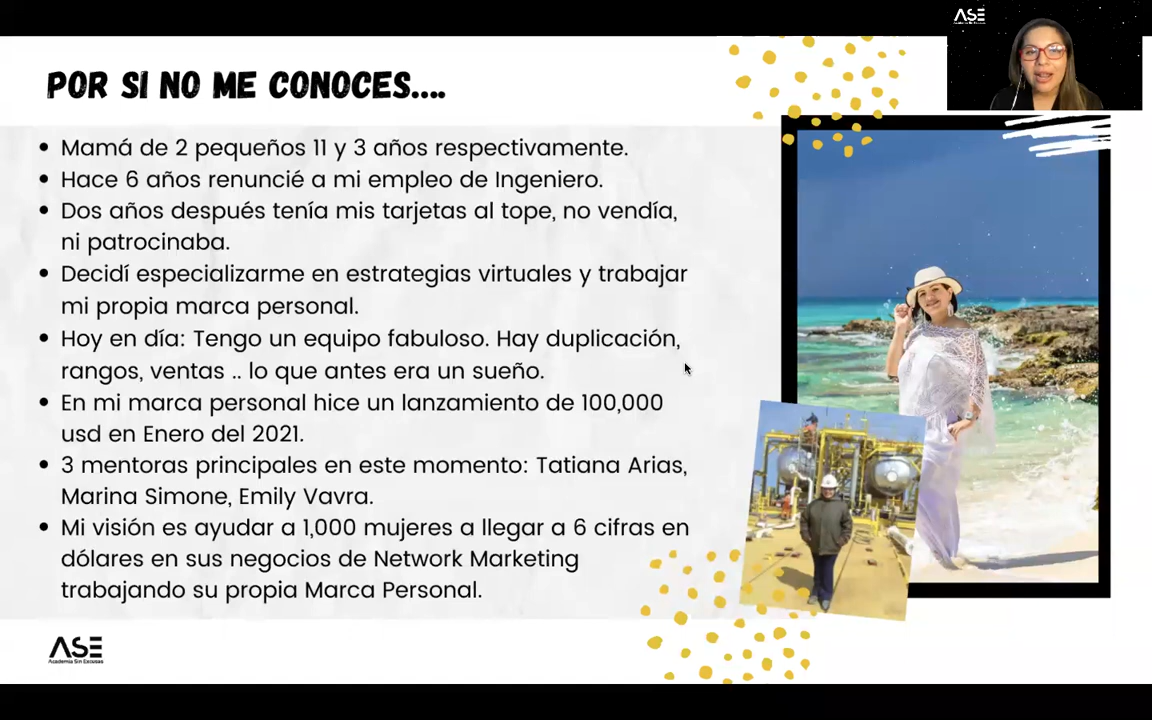 ASE
POR SI NO ME CONOCES....
• Mamá de 2 pequeños 11 y 3 años respectivamente.
• Hace 6 años renuncié a mi empleo de Ingeniero.
• Dos años después tenía mis tarjetas al tope, no vendía,
ni patrocinaba.
• Decidí especializarme en estrategias virtuales y trabajar
mi propia marca personal.
• Hoy en día: Tengo un equipo fabuloso. Hay duplicación,
rangos, ventas .. lo que antes era un sueño.
• En mi marca personal hice un lanzamiento de 100,000
usd en Enero del 2021.
• 3 mentoras principales en este momento: Tatiana Arias,
Marina Simone, Emily Vavra.
• Mi visión es ayudar a 1,000 mujeres a llegar a 6 cifras en
dólares en sus negocios de Network Marketing
trabajando su propia Marca Personal.
ASE
Academia Sin Excusas